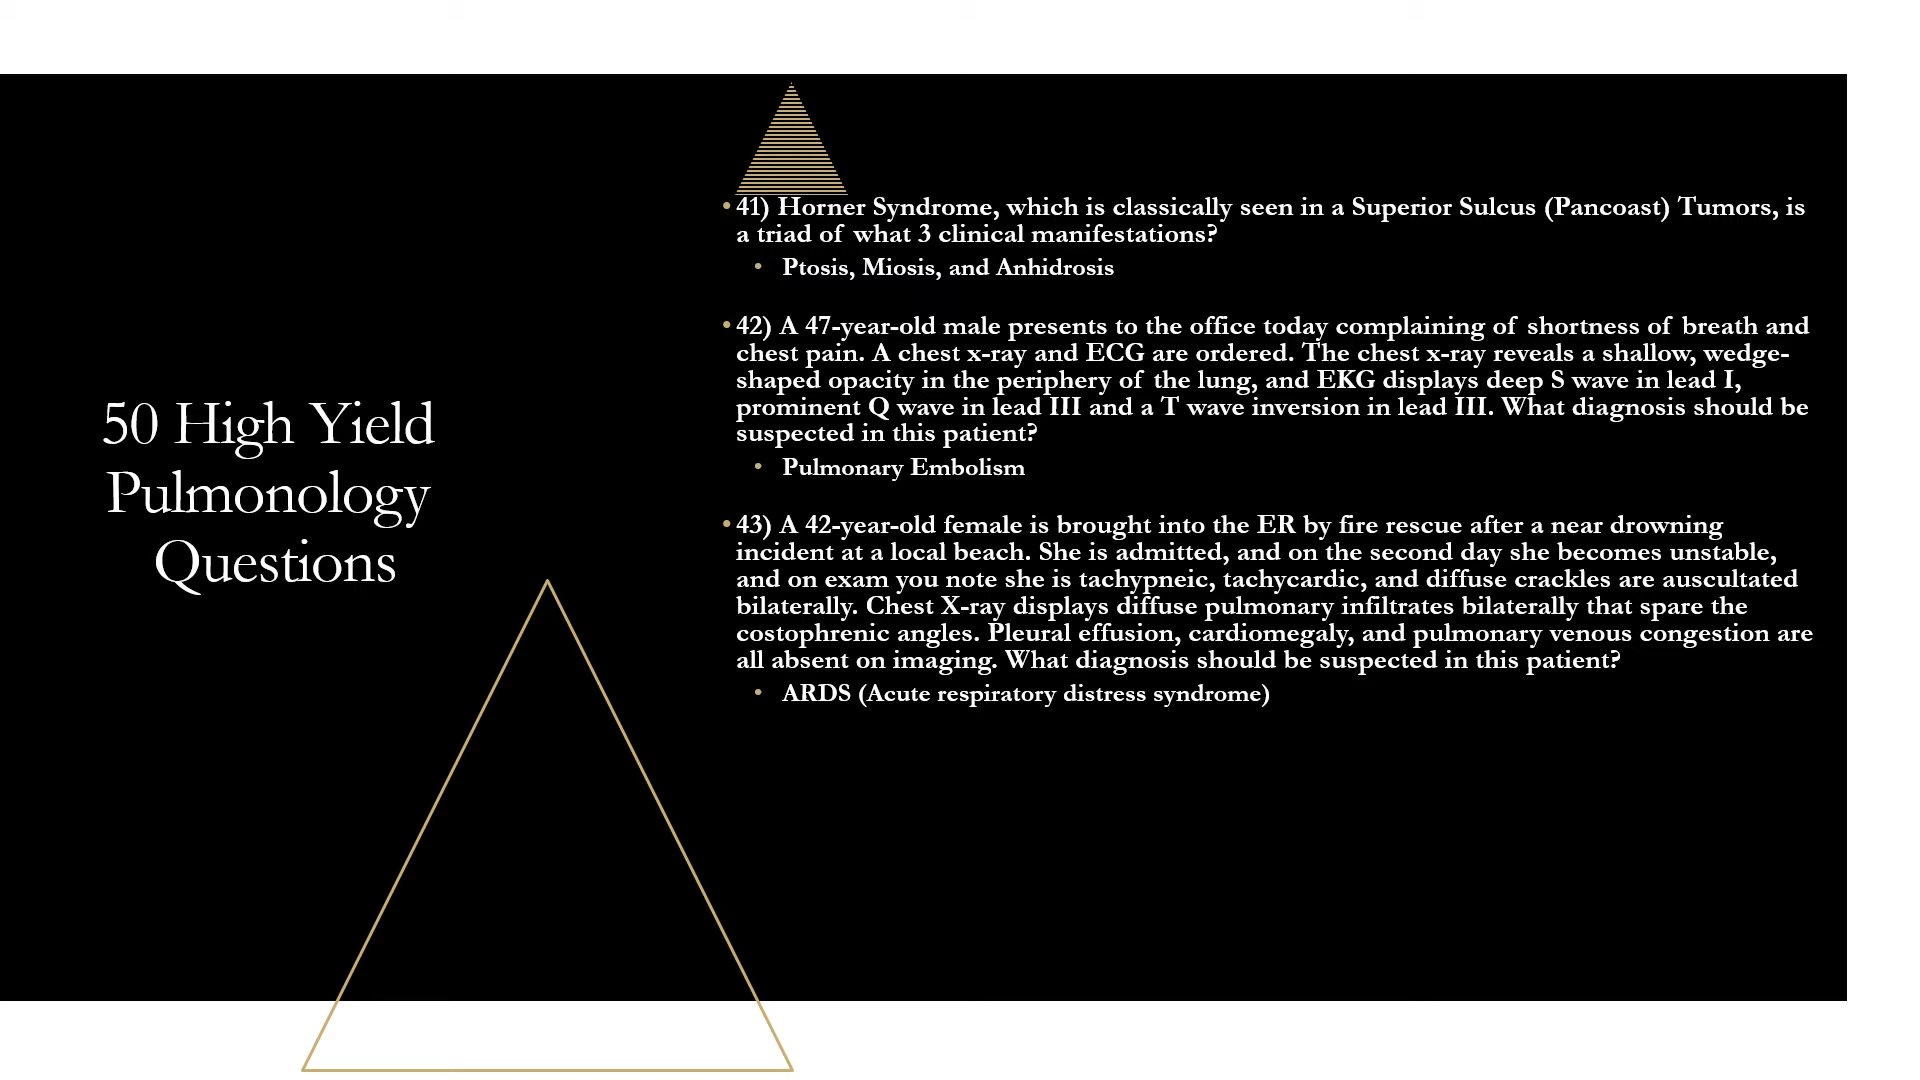 50 High Yield
Pulmonology
Questions
• 41) Horner Syndrome, which is classically seen in a Superior Sulcus (Pancoast) Tumors, is
a triad of what 3 clinical manifestations?
• Ptosis, Miosis, and Anhidrosis
• 42) A 47-year-old male presents to the office today complaining of shortness of breath and
chest pain. A chest x-ray and ECG are ordered. The chest x-ray reveals a shallow, wedge-
shaped opacity in the periphery of the lung, and EKG displays deep S wave in lead I,
prominent Q wave in lead III and a T wave inversion in lead III. What diagnosis should be
suspected in this patient?
• Pulmonary Embolism
• 43) A 42-year-old female is brought into the ER by fire rescue after a near drowning
incident at a local beach. She is admitted, and on the second day she becomes unstable,
and on exam you note she is tachypneic, tachycardic, and diffuse crackles are auscultated
bilaterally. Chest X-ray displays diffuse pulmonary infiltrates bilaterally that spare the
costophrenic angles. Pleural effusion, cardiomegaly, and pulmonary venous congestion are
all absent on imaging. What diagnosis should be suspected in this patient?
• ARDS (Acute respiratory distress syndrome)